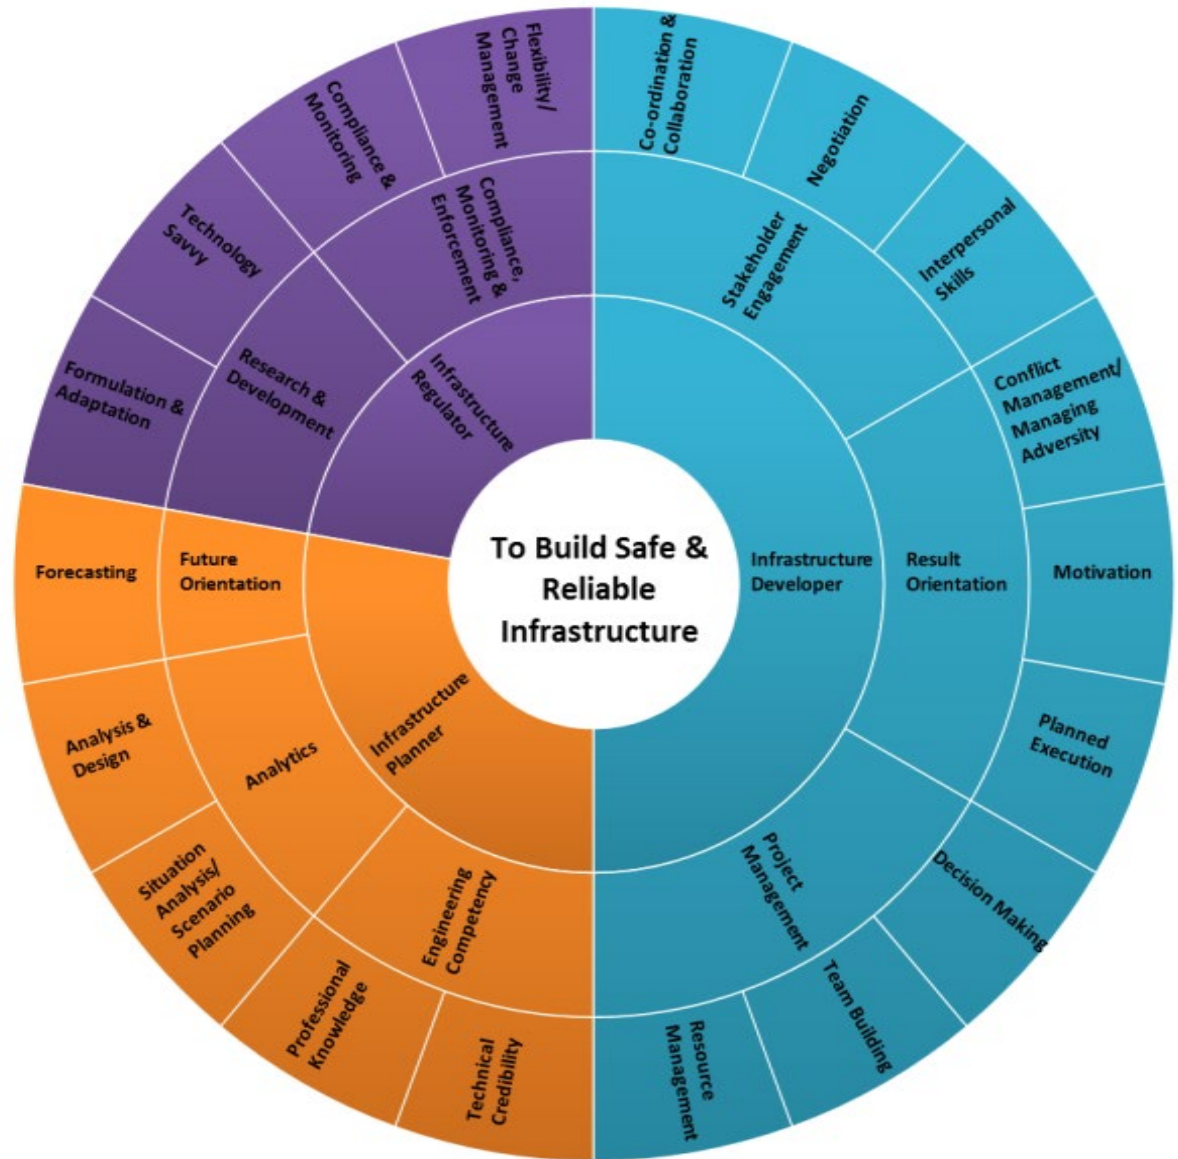 To Build Safe &
Reliable
Infrastructure
Infrastructure
Developer
Stakeholder
Engagement
Co-ordination &
Collaboration
Negotiation
Interpersonal
Skills
Result
Orientation
Conflict
Management/
Managing
Adversity
Motivation
Planned
Execution
Project
Management
Decision Making
Team Building
Resource
Management
Infrastructure
Planner
Engineering
Competency
Technical
Credibility
Professional
Knowledge
Analytics
Situation
Analysis/
Scenario
Planning
Analysis &
Design
Future
Orientation
Forecasting
Infrastructure
Regulator
Research &
Development
Formulation &
Adaptation
Technology
Savvy
Compliance,
Monitoring &
Enforcement
Compliance &
Monitoring
Flexibility/
Change
Management